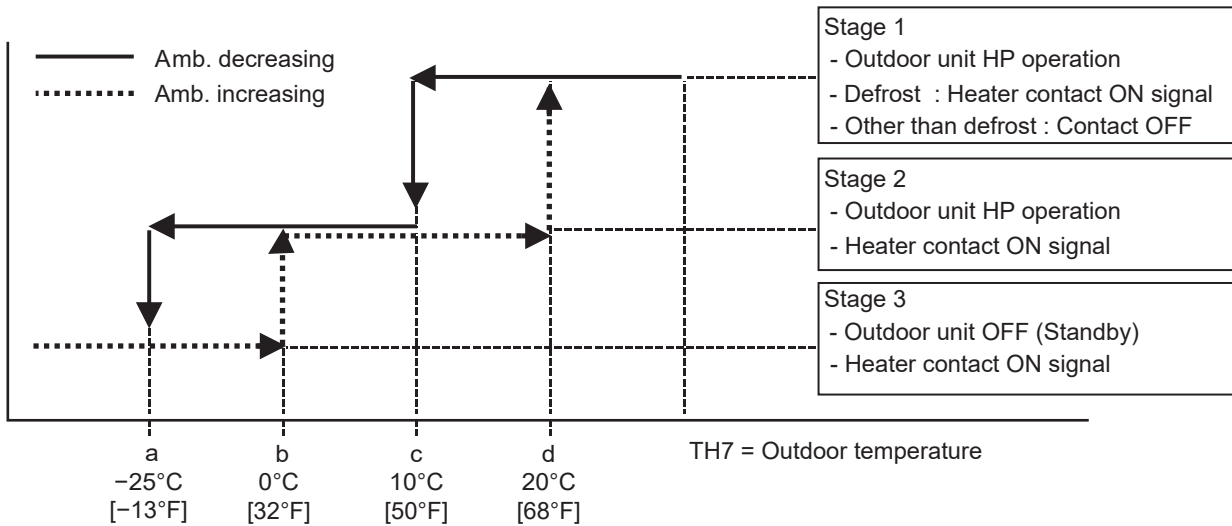 Amb. decreasing
Amb. increasing
Stage 1
- Outdoor unit HP operation
- Defrost : Heater contact ON signal
- Other than defrost : Contact OFF
Stage 2
- Outdoor unit HP operation
- Heater contact ON signal
Stage 3
- Outdoor unit OFF (Standby)
- Heater contact ON signal
a b c d TH7 = Outdoor temperature
−25°C 0°C 10°C 20°C
[−13°F] [32°F] [50°F] [68°F]